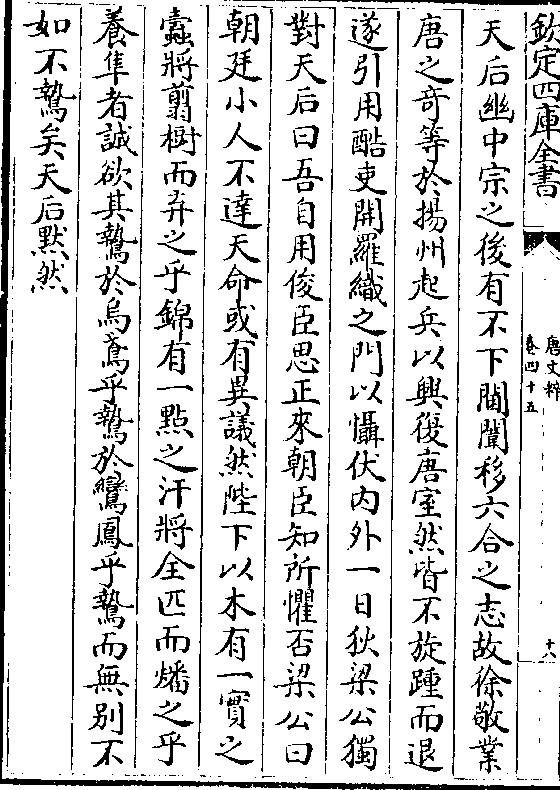 欽定四庫全書
唐文粹
卷四十五
十八
天后幽中宗之後有不下閫闥移六合之志故徐敬業
唐之竒等於揚州起兵以興復唐室然皆不旋踵而退
遂引用酷吏開羅織之門以懾伏内外一日狄梁公獨
對天后曰吾自用俊臣思正來朝臣知所懼否梁公曰
朝廷小人不達天命或有異議然陛下以木有一實之
蠧將翦樹而弃之乎錦有一點之汗將全匹而燔之乎
養隼者誠欲其鷙於烏鳶乎鷙於鸞鳳乎鷙而無别不
如不鷙矣天后默然